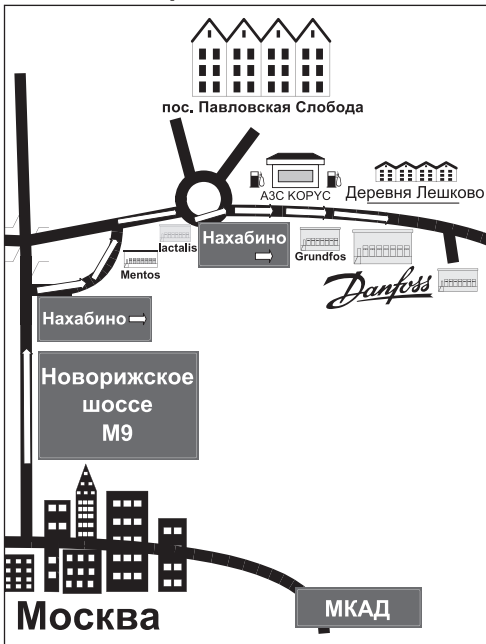 пос. Павловская Слобода
АЗС КОРУС
Деревня Лешково
lactalis
Нахабино
Mentos
Grundfos
Danfoss
Нахабино
Новорижское
шоссе
М9
МКАД
Москва